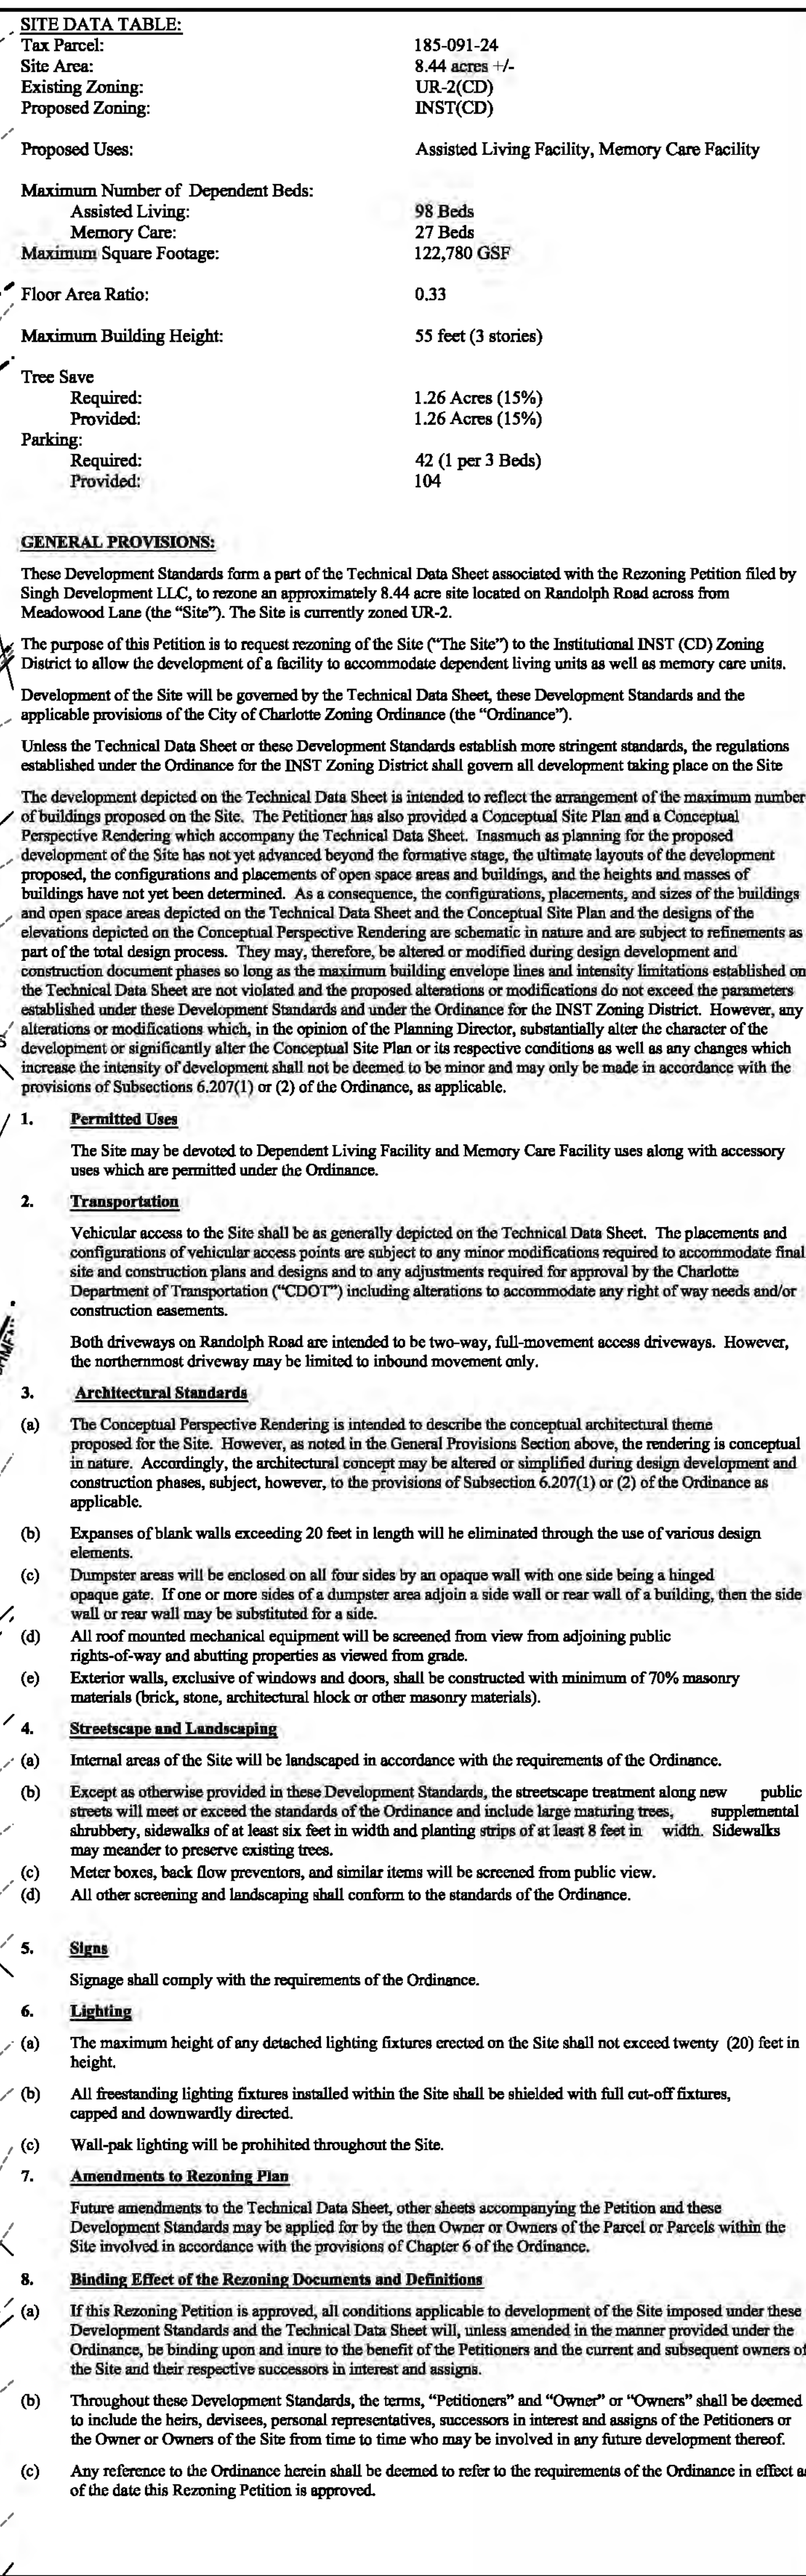 SITE DATA TABLE:
Tax Parcel: 185-091-24
Site Area: 8.44 acres +/-
Existing Zoning: UR-2(CD)
Proposed Zoning: INST(CD)
Proposed Uses: Assisted Living Facility, Memory Care Facility
Maximum Number of Dependent Beds:
Assisted Living: 98 Beds
Memory Care: 27 Beds
Maximum Square Footage: 122,780 GSF
Floor Area Ratio: 0.33
Maximum Building Height: 55 feet (3 stories)
Tree Save
Required: 1.26 Acres (15%)
Provided: 1.26 Acres (15%)
Parking:
Required: 42 (1 per 3 Beds)
Provided: 104
GENERAL PROVISIONS:
These Development Standards form a part of the Technical Data Sheet associated with the Rezoning Petition filed by
Singh Development LLC, to rezone an approximately 8.44 acre site located on Randolph Road across from
Meadowood Lane (the “Site”). The Site is currently zoned UR-2.
The purpose of this Petition is to request rezoning of the Site (“The Site”) to the Institutional INST (CD) Zoning
District to allow the development of a facility to accommodate dependent living units as well as memory care units.
Development of the Site will be governed by the Technical Data Sheet, these Development Standards and the
applicable provisions of the City of Charlotte Zoning Ordinance (the “Ordinance”).
Unless the Technical Data Sheet or these Development Standards establish more stringent standards, the regulations
established under the Ordinance for the INST Zoning District shall govern all development taking place on the Site
The development depicted on the Technical Data Sheet is intended to reflect the arrangement of the maximum number
of buildings proposed on the Site. The Petitioner has also provided a Conceptual Site Plan and a Conceptual
Perspective Rendering which accompany the Technical Data Sheet. Inasmuch as planning for the proposed
development of the Site has not yet advanced beyond the formative stage, the ultimate layouts of the development
proposed, the configurations and placements of open space areas and buildings, and the heights and masses of
buildings have not yet been determined. As a consequence, the configurations, placements, and sizes of the buildings
and open space areas depicted on the Technical Data Sheet and the Conceptual Site Plan and the designs of the
elevations depicted on the Conceptual Perspective Rendering are schematic in nature and are subject to refinements as
part of the total design process. They may, therefore, be altered or modified during design development and
construction document phases so long as the maximum building envelope lines and intensity limitations established on
the Technical Data Sheet are not violated and the proposed alterations or modifications do not exceed the parameters
established under these Development Standards and under the Ordinance for the INST Zoning District. However, any
alterations or modifications which, in the opinion of the Planning Director, substantially alter the character of the
development or significantly alter the Conceptual Site Plan or its respective conditions as well as any changes which
increase the intensity of development shall not be deemed to be minor and may only be made in accordance with the
provisions of Subsections 6.207(1) or (2) of the Ordinance, as applicable.
1. Permitted Uses
The Site may be devoted to Dependent Living Facility and Memory Care Facility uses along with accessory
uses which are permitted under the Ordinance.
2. Transportation
Vehicular access to the Site shall be as generally depicted on the Technical Data Sheet. The placements and
configurations of vehicular access points are subject to any minor modifications required to accommodate final
site and construction plans and designs and to any adjustments required for approval by the Charlotte
Department of Transportation (“CDOT”) including alterations to accommodate any right of way needs and/or
construction easements.
Both driveways on Randolph Road are intended to be two-way, full-movement access driveways. However,
the northernmost driveway may be limited to inbound movement only.
3. Architectural Standards
(a) The Conceptual Perspective Rendering is intended to describe the conceptual architectural theme
proposed for the Site. However, as noted in the General Provisions Section above, the rendering is conceptual
in nature. Accordingly, the architectural concept may be altered or simplified during design development and
construction phases, subject, however, to the provisions of Subsection 6.207(1) or (2) of the Ordinance as
applicable.
(b) Expanses of blank walls exceeding 20 feet in length will he eliminated through the use of various design
elements.
(c) Dumpster areas will be enclosed on all four sides by an opaque wall with one side being a hinged
opaque gate. If one or more sides of a dumpster area adjoin a side wall or rear wall of a building, then the side
wall or rear wall may be substituted for a side.
(d) All roof mounted mechanical equipment will be screened from view from adjoining public
rights-of-way and abutting properties as viewed from grade.
(e) Exterior walls, exclusive of windows and doors, shall be constructed with minimum of 70% masonry
materials (brick, stone, architectural hlock or other masonry materials).
4. Streetscape and Landscaping
(a) Internal areas of the Site will be landscaped in accordance with the requirements of the Ordinance.
(b) Except as otherwise provided in these Development Standards, the streetscape treatment along new public
streets will meet or exceed the standards of the Ordinance and include large maturing trees, supplemental
shrubbery, sidewalks of at least six feet in width and planting strips of at least 8 feet in width. Sidewalks
may meander to preserve existing trees.
(c) Meter boxes, back flow preventors, and similar items will be screened from public view.
(d) All other screening and landscaping shall conform to the standards of the Ordinance.
5. Signs
Signage shall comply with the requirements of the Ordinance.
6. Lighting
(a) The maximum height of any detached lighting fixtures erected on the Site shall not exceed twenty (20) feet in
height.
(b) All freestanding lighting fixtures installed within the Site shall be shielded with full cut-off fixtures,
capped and downwardly directed.
(c) Wall-pak lighting will be prohihited throughout the Site.
7. Amendments to Rezoning Plan
Future amendments to the Technical Data Sheet, other sheets accompanying the Petition and these
Development Standards may be applied for by the then Owner or Owners of the Parcel or Parcels within the
Site involved in accordance with the provisions of Chapter 6 of the Ordinance.
8. Binding Effect of the Rezoning Documents and Definitions
(a) If this Rezoning Petition is approved, all conditions applicable to development of the Site imposed under these
Development Standards and the Technical Data Sheet will, unless amended in the manner provided under the
Ordinance, be binding upon and inure to the benefit of the Petitioners and the current and subsequent owners of
the Site and their respective successors in interest and assigns.
(b) Throughout these Development Standards, the terms, “Petitioners” and “Owner” or “Owners” shall be deemed
to include the heirs, devisees, personal representatives, successors in interest and assigns of the Petitioners or
the Owner or Owners of the Site from time to time who may be involved in any future development thereof.
(c) Any reference to the Ordinance herein shall be deemed to refer to the requirements of the Ordinance in effect as
of the date this Rezoning Petition is approved.